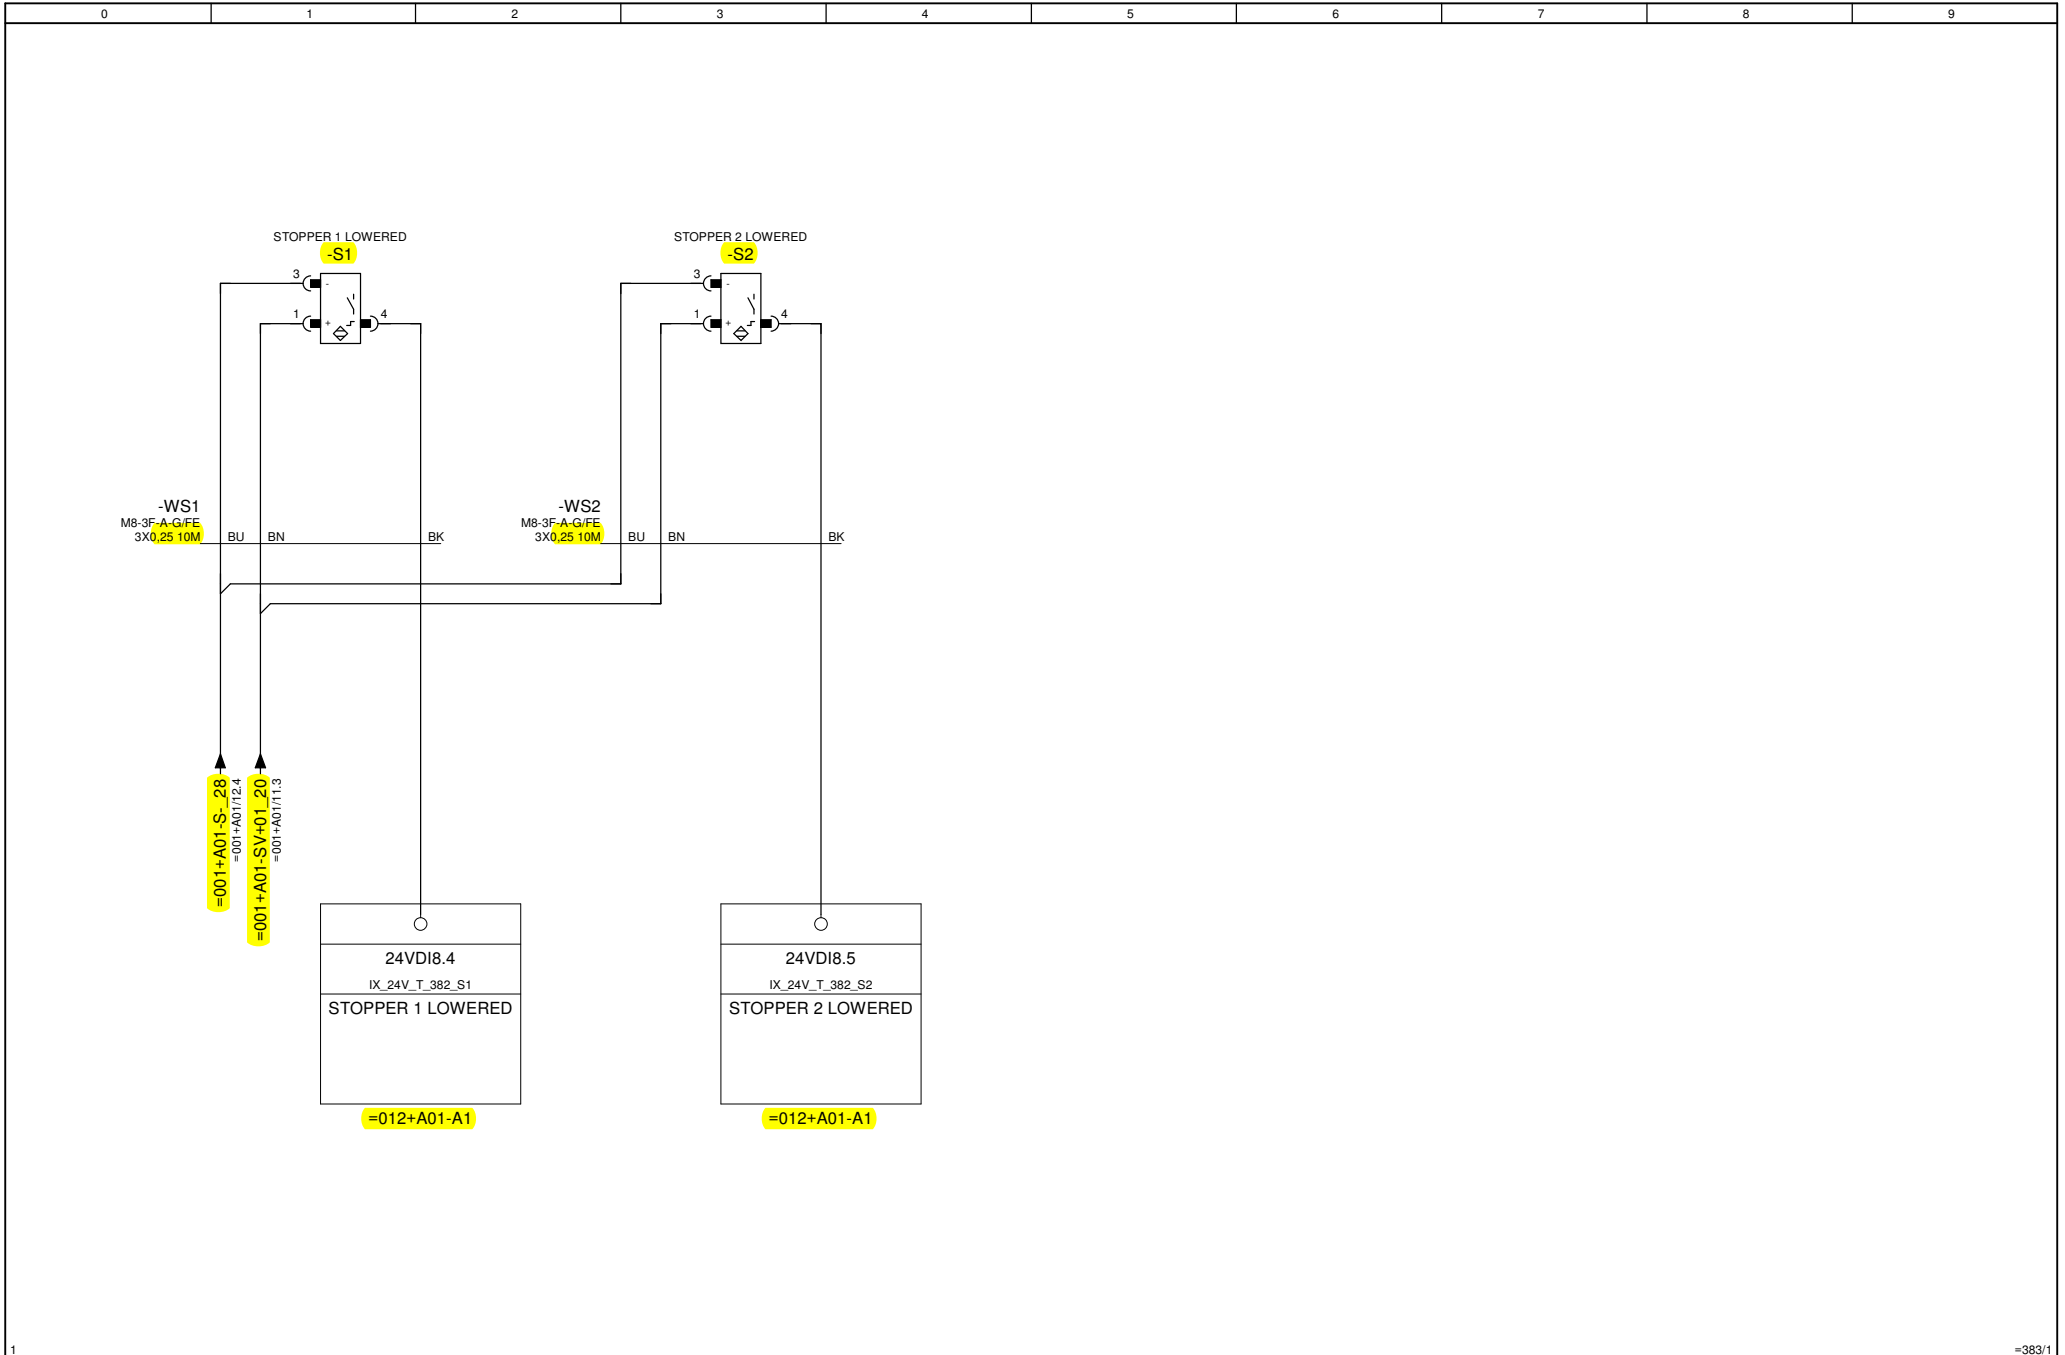 0 1 2 3 4 5 6 7 8 9
STOPPER 1 LOWERED
-S1
3
-
1
+
4
STOPPER 2 LOWERED
-S2
3
-
1
+
4
-WS1
M8-3F-A-G/FE
3X0,25 10M
BU
BN
BK
-WS2
M8-3F-A-G/FE
3X0,25 10M
BU
BN
BK
=001+A01-S-_28
=001+A01/12.4
=001+A01-SV+01_20
=001+A01/11.3
24VDI8.4
IX_24V_T_382_S1
STOPPER 1 LOWERED
=012+A01-A1
24VDI8.5
IX_24V_T_382_S2
STOPPER 2 LOWERED
=012+A01-A1
1
=383/1